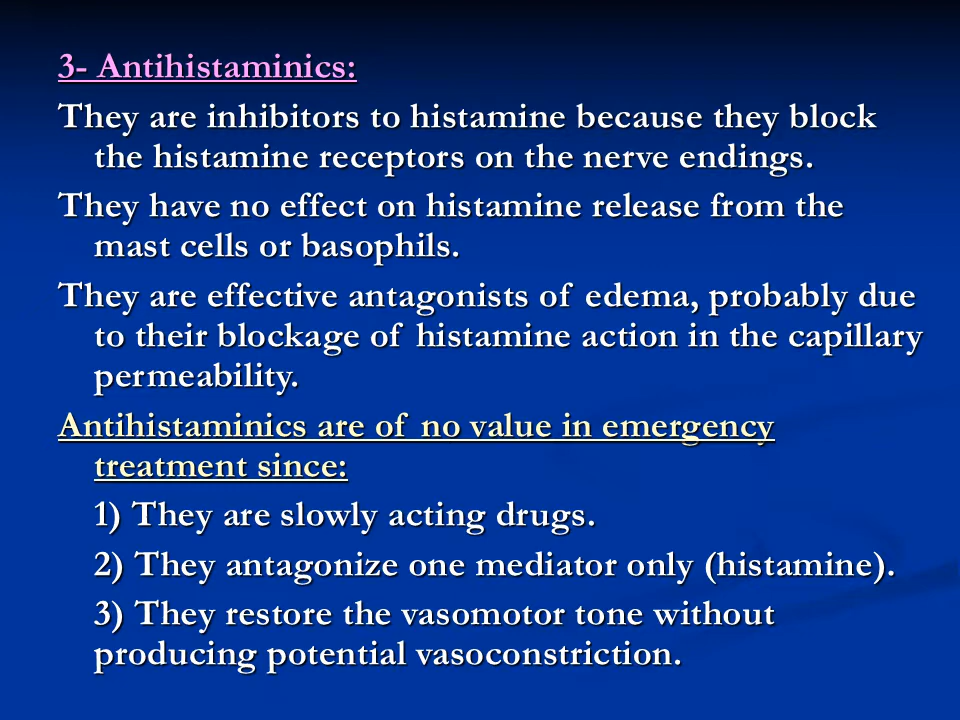 3- Antihistaminics:
They are inhibitors to histamine because they block
the histamine receptors on the nerve endings.
They have no effect on histamine release from the
mast cells or basophils.
They are effective antagonists of edema, probably due
to their blockage of histamine action in the capillary
permeability.
Antihistaminics are of no value in emergency
treatment since:
1) They are slowly acting drugs.
2) They antagonize one mediator only (histamine).
3) They restore the vasomotor tone without
producing potential vasoconstriction.